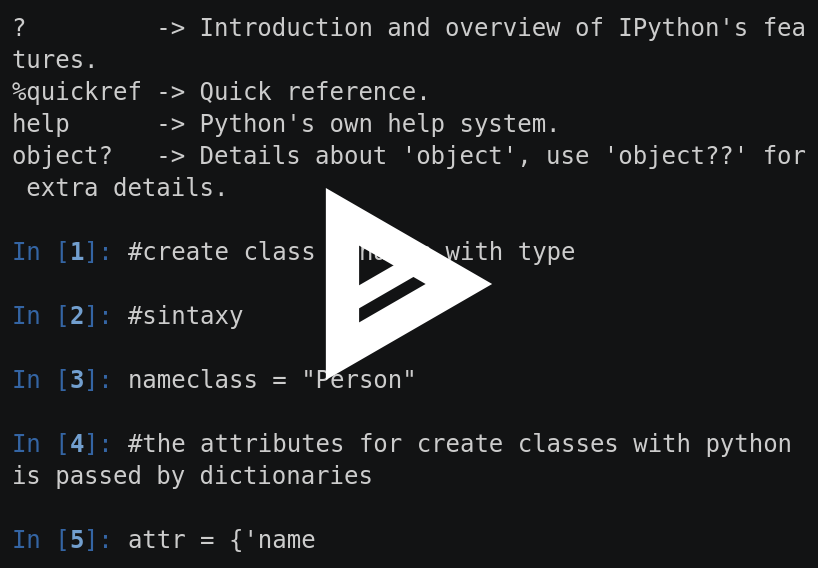 ?         -> Introduction and overview of IPython's fea
tures.
%quickref -> Quick reference.
help      -> Python's own help system.
object?   -> Details about 'object', use 'object??' for
 extra details.
In [1]: #create class with type
In [2]: #sintaxy
In [3]: nameclass = "Person"
In [4]: #the attributes for create classes with python
is passed by dictionaries
In [5]: attr = {'name